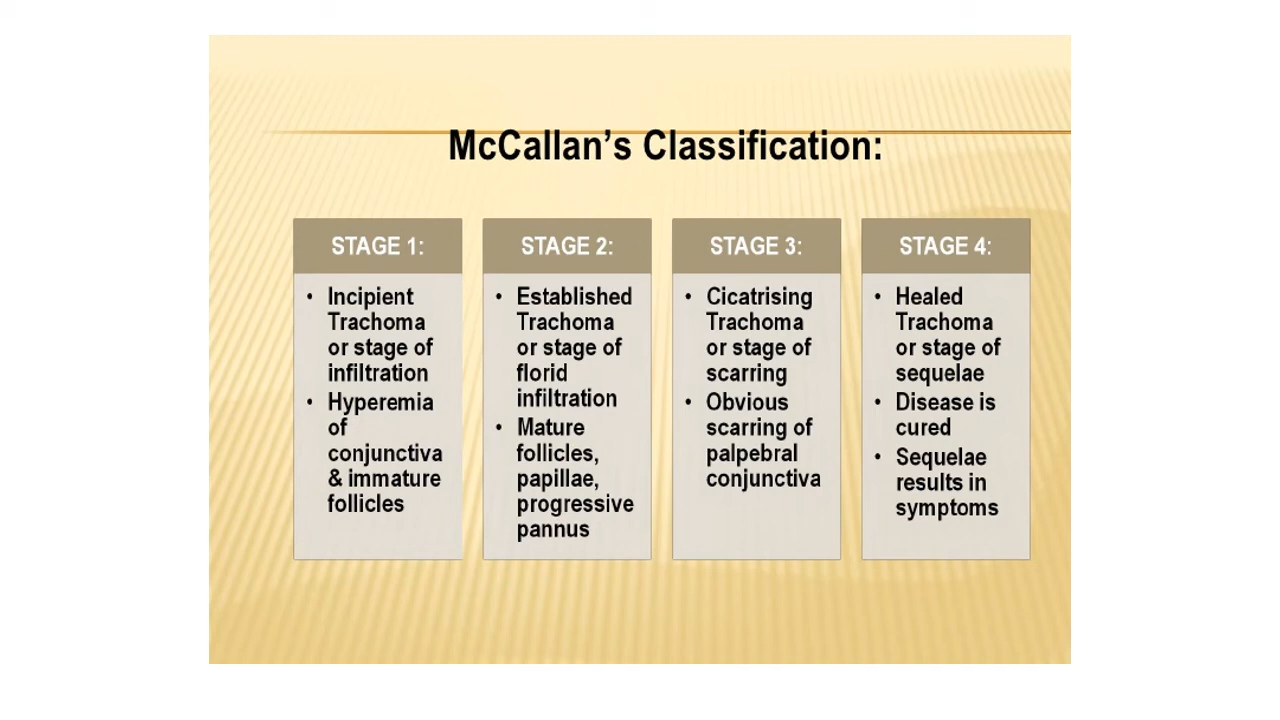 McCallan’s Classification:
STAGE 1:
• Incipient
Trachoma
or stage of
infiltration
• Hyperemia
of
conjunctiva
& immature
follicles
STAGE 2:
• Established
Trachoma
or stage of
florid
infiltration
• Mature
follicles,
papillae,
progressive
pannus
STAGE 3:
• Cicatrising
Trachoma
or stage of
scarring
• Obvious
scarring of
palpebral
conjunctiva
STAGE 4:
• Healed
Trachoma
or stage of
sequelae
• Disease is
cured
• Sequelae
results in
symptoms